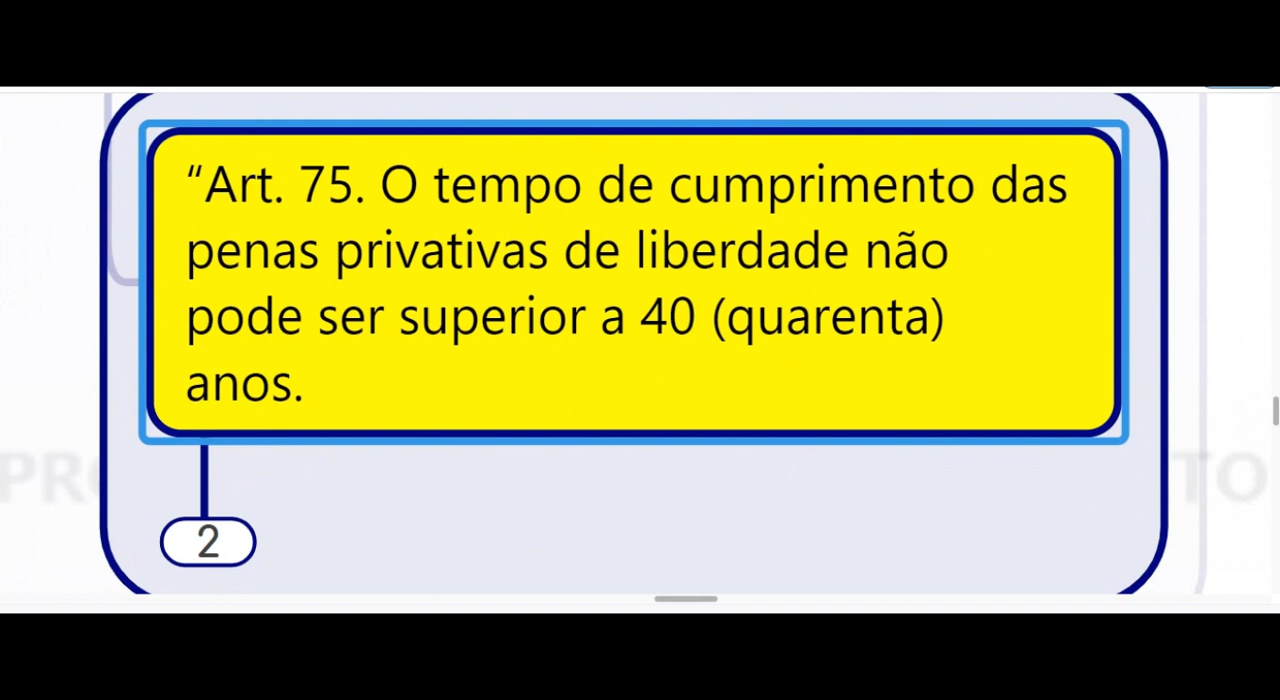 “Art. 75. O tempo de cumprimento das
penas privativas de liberdade não
pode ser superior a 40 (quarenta)
anos.
2